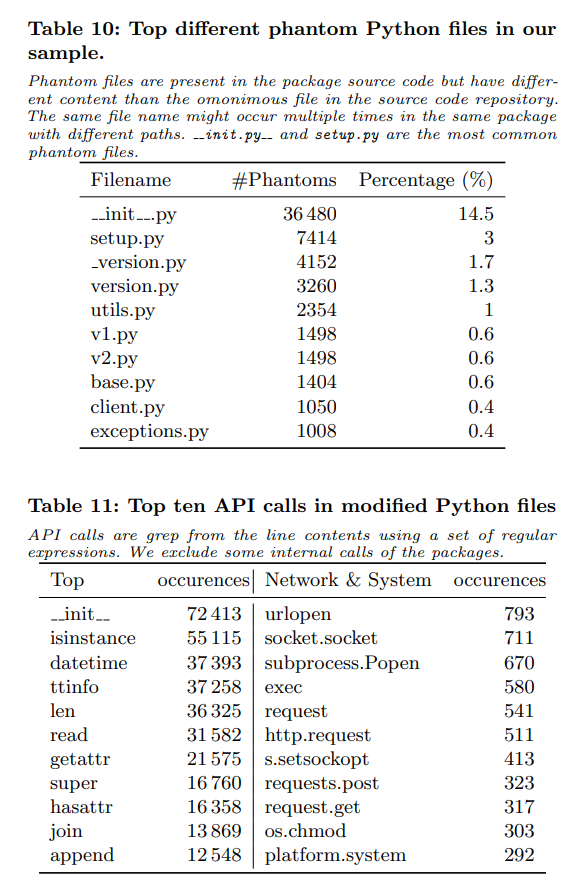 Table 10: Top different phantom Python files in our
sample.
Phantom files are present in the package source code but have differ-
ent content than the omonimous file in the source code repository.
The same file name might occur multiple times in the same package
with different paths. __init.py__ and setup.py are the most common
phantom files.
Filename #Phantoms Percentage (%)
__init__.py 36 480 14.5
setup.py 7414 3
_version.py 4152 1.7
version.py 3260 1.3
utils.py 2354 1
v1.py 1498 0.6
v2.py 1498 0.6
base.py 1404 0.6
client.py 1050 0.4
exceptions.py 1008 0.4
Table 11: Top ten API calls in modified Python files
API calls are grep from the line contents using a set of regular
expressions. We exclude some internal calls of the packages.
Top occurences Network & System occurences
__init__ 72 413 urlopen 793
isinstance 55 115 socket.socket 711
datetime 37 393 subprocess.Popen 670
ttinfo 37 258 exec 580
len 36 325 request 541
read 31 582 http.request 511
getattr 21 575 s.setsockopt 413
super 16 760 requests.post 323
hasattr 16 358 request.get 317
join 13 869 os.chmod 303
append 12 548 platform.system 292